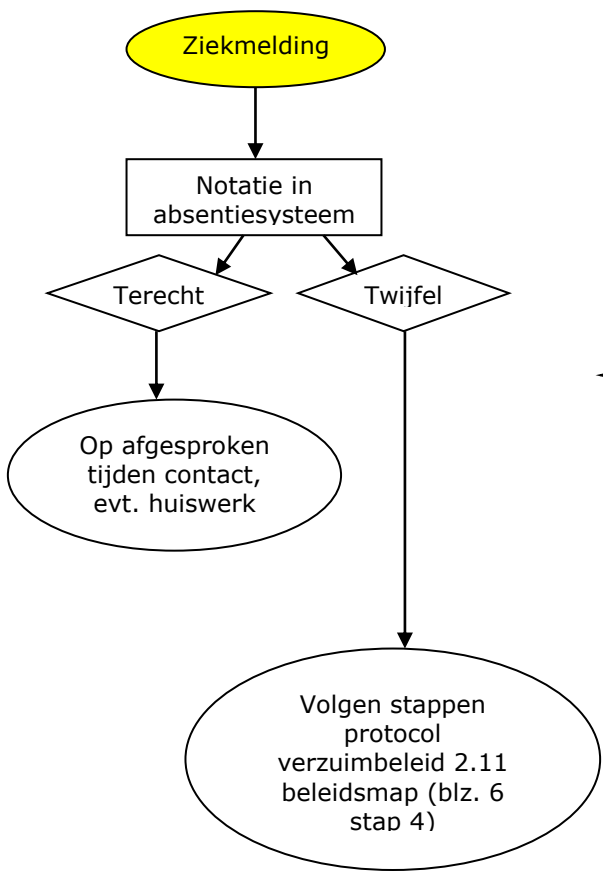 Ziekmelding
Notatie in
absentiesysteem
Terecht
Twijfel
Op afgesproken
tijden contact,
evt. huiswerk
Volgen stappen
protocol
verzuimbeleid 2.11
beleidsmap (blz. 6
stap 4)